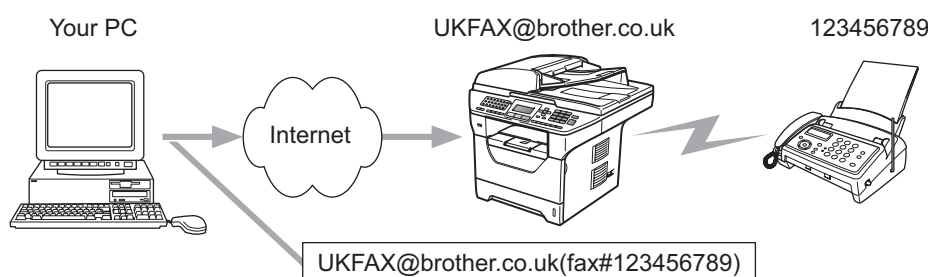 Your PC
UKFAX@brother.co.uk
123456789
Internet
UKFAX@brother.co.uk(fax#123456789)